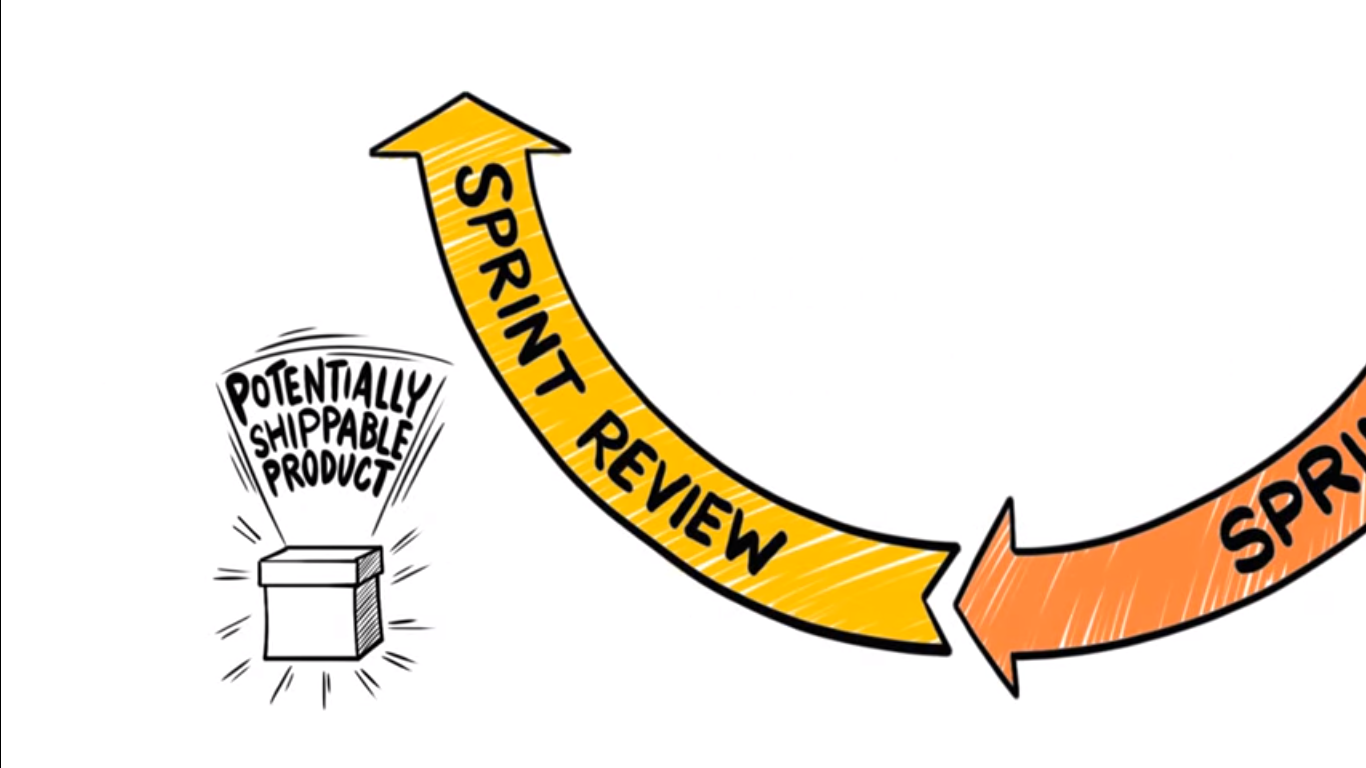 SPRINT REVIEW
POTENTIALLY
SHIPPABLE
PRODUCT